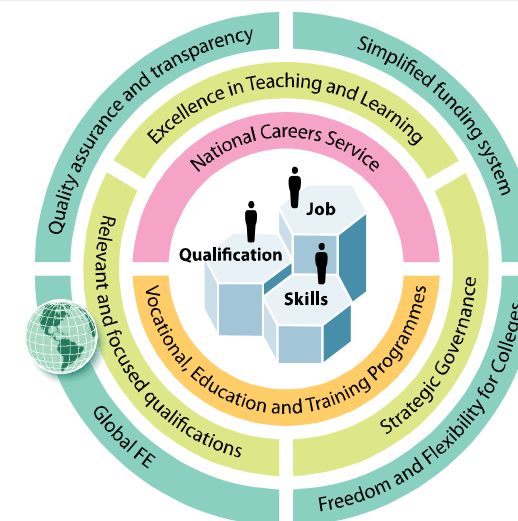 Quality assurance and transparency
Simplified funding system
Excellence in Teaching and Learning
National Careers Service
Job
Qualification
Skills
Vocational, Education and Training Programmes
Relevant and focused qualifications
Strategic Governance
Global FE
Freedom and Flexibility for Colleges